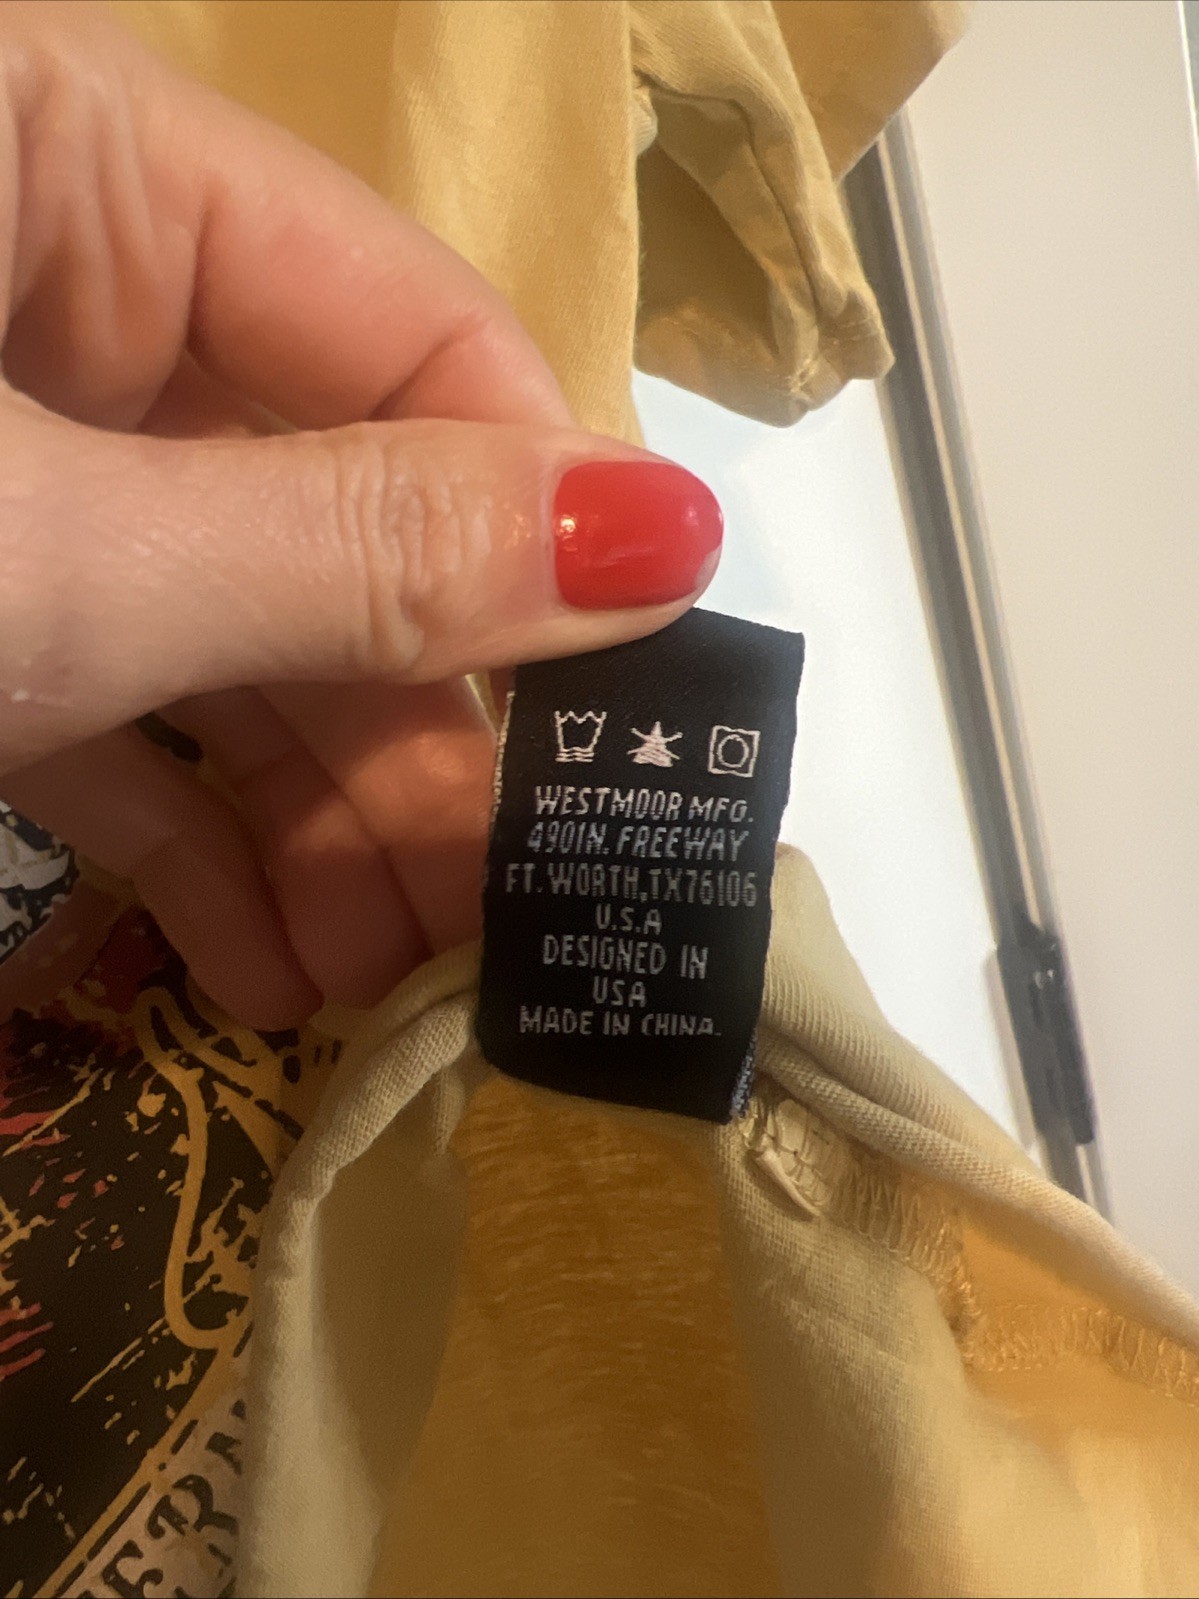 WESTMOOR MFG.
4901N. FREEWAY
FT. WORTH, TX76106
U.S.A
DESIGNED IN
USA
MADE IN CHINA.